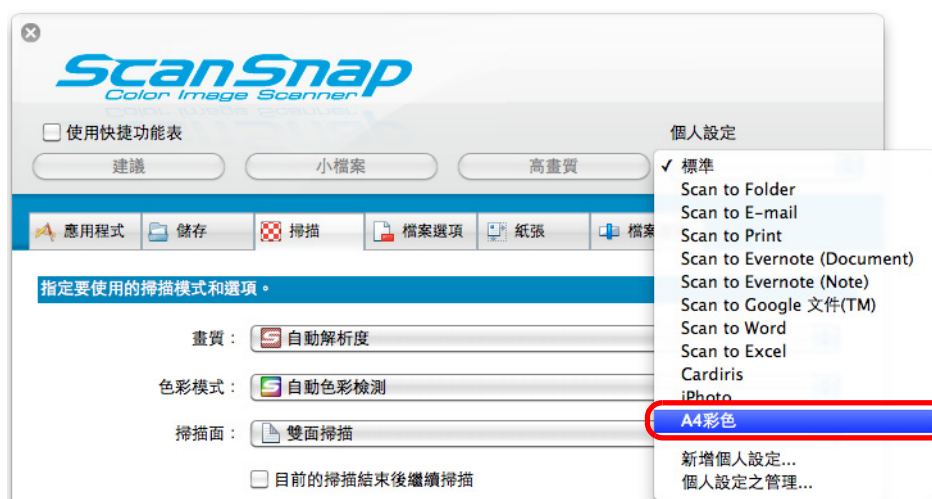 ScanSnap
Color Image Scanner
使用快捷功能表
個人設定
建議
小檔案
高畫質
✓ 標準
Scan to Folder
Scan to E-mail
Scan to Print
Scan to Evernote (Document)
Scan to Evernote (Note)
Scan to Google 文件(TM)
Scan to Word
Scan to Excel
Cardiris
iPhoto
A4彩色
新增個人設定...
個人設定之管理...
應用程式
儲存
掃描
檔案選項
紙張
檔案
指定要使用的掃描模式和選項。
畫質：
自動解析度
色彩模式：
自動色彩檢測
掃描面：
雙面掃描
目前的掃描結束後繼續掃描